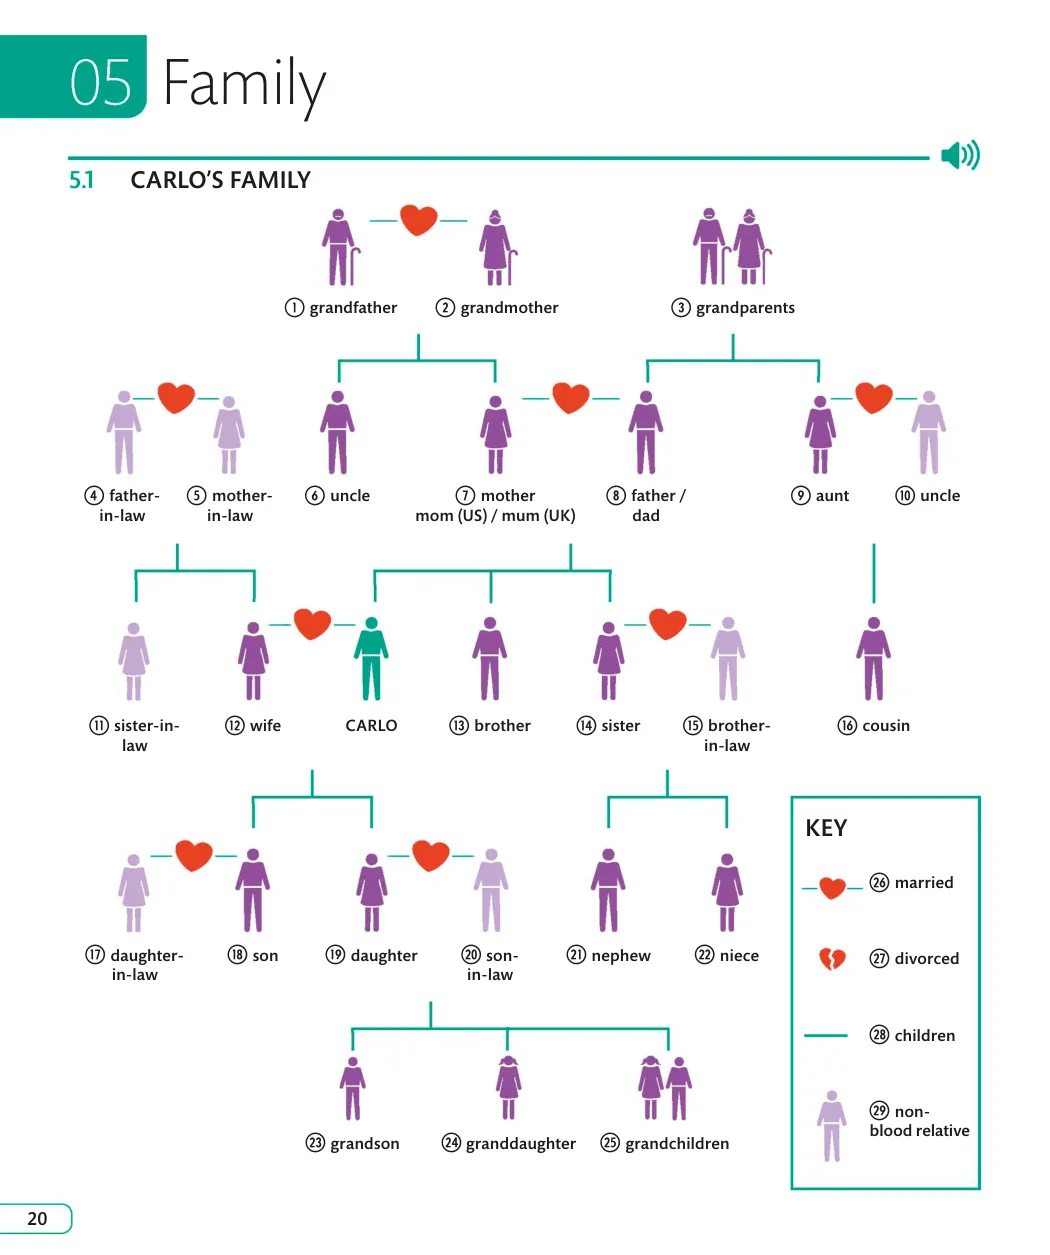 05 Family
5.1 CARLO'S FAMILY
1 grandfather
2 grandmother
3 grandparents
4 father-
in-law
5 mother-
in-law
6 uncle
7 mother
mom (US) / mum (UK)
8 father /
dad
9 aunt
10 uncle
11 sister-in-
law
12 wife
CARLO
13 brother
14 sister
15 brother-
in-law
16 cousin
17 daughter-
in-law
18 son
19 daughter
20 son-
in-law
21 nephew
22 niece
23 grandson
24 granddaughter
25 grandchildren
KEY
26 married
27 divorced
28 children
29 non-
blood relative
20